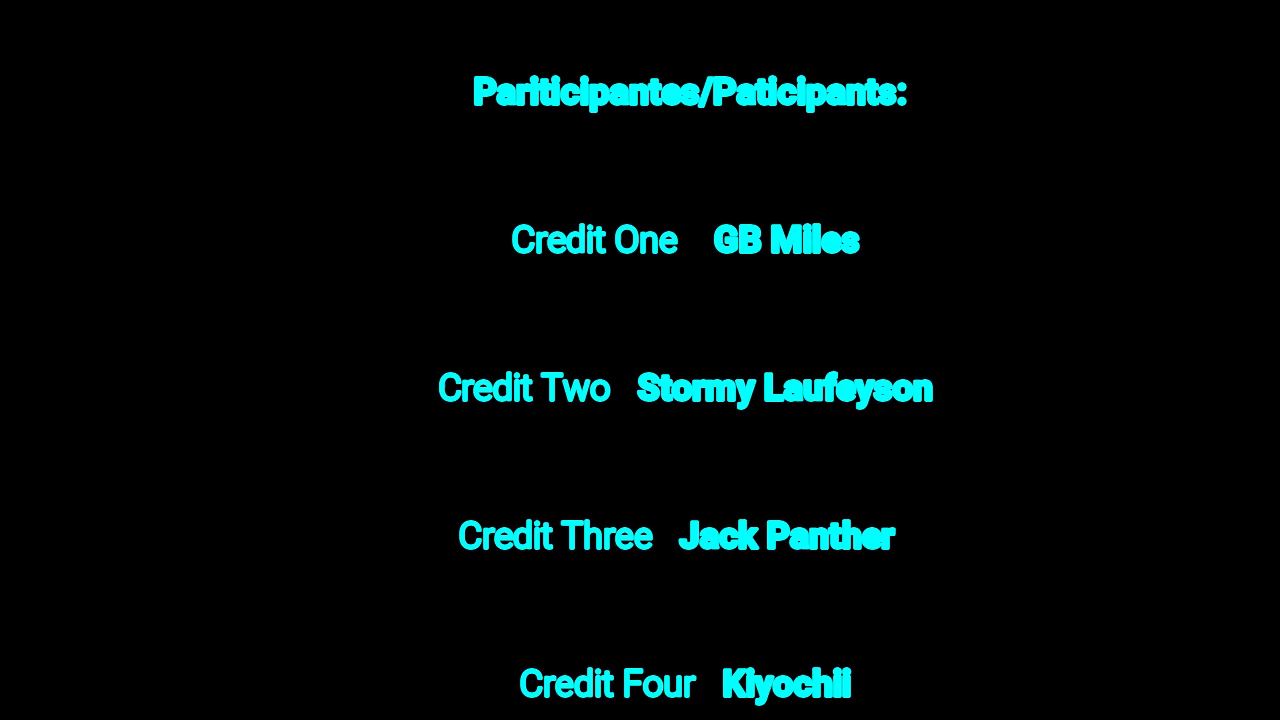 Pariticipantes/Paticipants:
Credit One GB Miles
Credit Two Stormy Laufeyson
Credit Three Jack Panther
Credit Four Kiyochii